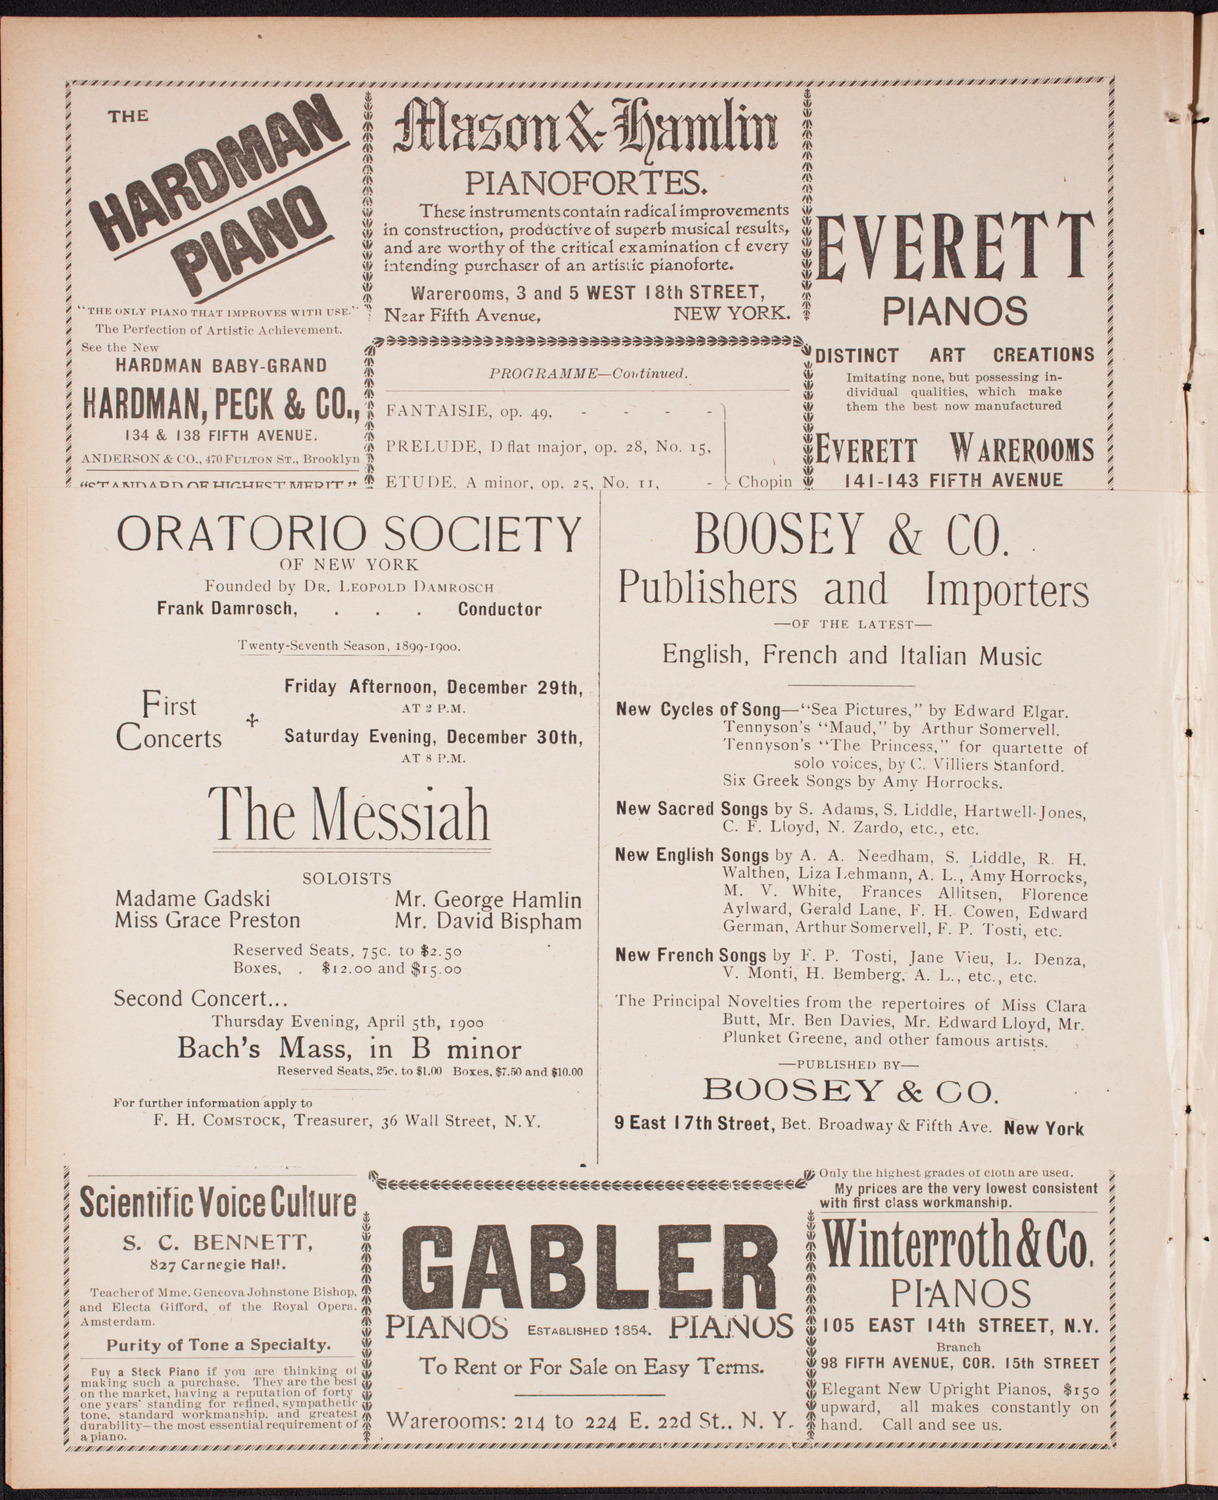 THE
HARDMAN
PIANO
"THE ONLY PIANO THAT IMPROVES WITH USE."
The Perfection of Artistic Achievement.
See the New
HARDMAN BABY-GRAND
HARDMAN, PECK & CO.,
134 & 138 FIFTH AVENUE.
ANDERSON & CO., 470 FULTON ST., Brooklyn
"STANDARD OF HIGHEST MERIT"
Mason & Hamlin
PIANOFORTES.
These instruments contain radical improvements
in construction, productive of superb musical results,
and are worthy of the critical examination of every
intending purchaser of an artistic pianoforte.
Warerooms, 3 and 5 WEST 18th STREET,
Near Fifth Avenue, NEW YORK.
PROGRAMME—Continued.
FANTAISIE, op. 49, - - - -
PRELUDE, D flat major, op. 28, No. 15,
ETUDE, A minor, op. 25, No. 11, - Chopin
EVERETT
PIANOS
DISTINCT ART CREATIONS
Imitating none, but possessing in-
dividual qualities, which make
them the best now manufactured
EVERETT WAREROOMS
141-143 FIFTH AVENUE
ORATORIO SOCIETY
OF NEW YORK
Founded by DR. LEOPOLD DAMROSCH
Frank Damrosch, . . . Conductor
Twenty-Seventh Season, 1899-1900.
First
Concerts
Friday Afternoon, December 29th,
AT 2 P.M.
Saturday Evening, December 30th,
AT 8 P.M.
The Messiah
SOLOISTS
Madame Gadski Mr. George Hamlin
Miss Grace Preston Mr. David Bispham
Reserved Seats, 75c. to $2.50
Boxes, . $12.00 and $15.00
Second Concert...
Thursday Evening, April 5th, 1900
Bach's Mass, in B minor
Reserved Seats, 25c. to $1.00 Boxes, $7.50 and $10.00
For further information apply to
F. H. COMSTOCK, Treasurer, 36 Wall Street, N.Y.
BOOSEY & CO.
Publishers and Importers
—OF THE LATEST—
English, French and Italian Music
New Cycles of Song—"Sea Pictures," by Edward Elgar.
Tennyson's "Maud," by Arthur Somervell.
Tennyson's "The Princess," for quartette of
solo voices, by C. Villiers Stanford.
Six Greek Songs by Amy Horrocks.
New Sacred Songs by S. Adams, S. Liddle, Hartwell-Jones,
C. F. Lloyd, N. Zardo, etc., etc.
New English Songs by A. A. Needham, S. Liddle, R. H.
Walthen, Liza Lehmann, A. L., Amy Horrocks,
M. V. White, Frances Allitsen, Florence
Aylward, Gerald Lane, F. H. Cowen, Edward
German, Arthur Somervell, F. P. Tosti, etc.
New French Songs by F. P. Tosti, Jane Vieu, L. Denza,
V. Monti, H. Bemberg, A. L., etc., etc.
The Principal Novelties from the repertoires of Miss Clara
Butt, Mr. Ben Davies, Mr. Edward Lloyd, Mr.
Plunket Greene, and other famous artists.
—PUBLISHED BY—
BOOSEY & CO.
9 East 17th Street, Bet. Broadway & Fifth Ave. New York
Scientific Voice Culture
S. C. BENNETT,
827 Carnegie Hall.
Teacher of Mme. Genevova Johnstone Bishop,
and Electa Gifford, of the Royal Opera,
Amsterdam.
Purity of Tone a Specialty.
Buy a Steck Piano if you are thinking of
making such a purchase. They are the best
on the market, having a reputation of forty
one years' standing for refined, sympathetic
tone, standard workmanship, and greatest
durability—the most essential requirement of
a piano.
GABLER
PIANOS ESTABLISHED 1854. PIANOS
To Rent or For Sale on Easy Terms.
Warerooms: 214 to 224 E. 22d St., N. Y.
Only the highest grades of cloth are used.
My prices are the very lowest consistent
with first class workmanship.
Winterroth & Co.
PIANOS
105 EAST 14th STREET, N.Y.
Branch
98 FIFTH AVENUE, COR. 15th STREET
Elegant New Upright Pianos, $150
upward, all makes constantly on
hand. Call and see us.